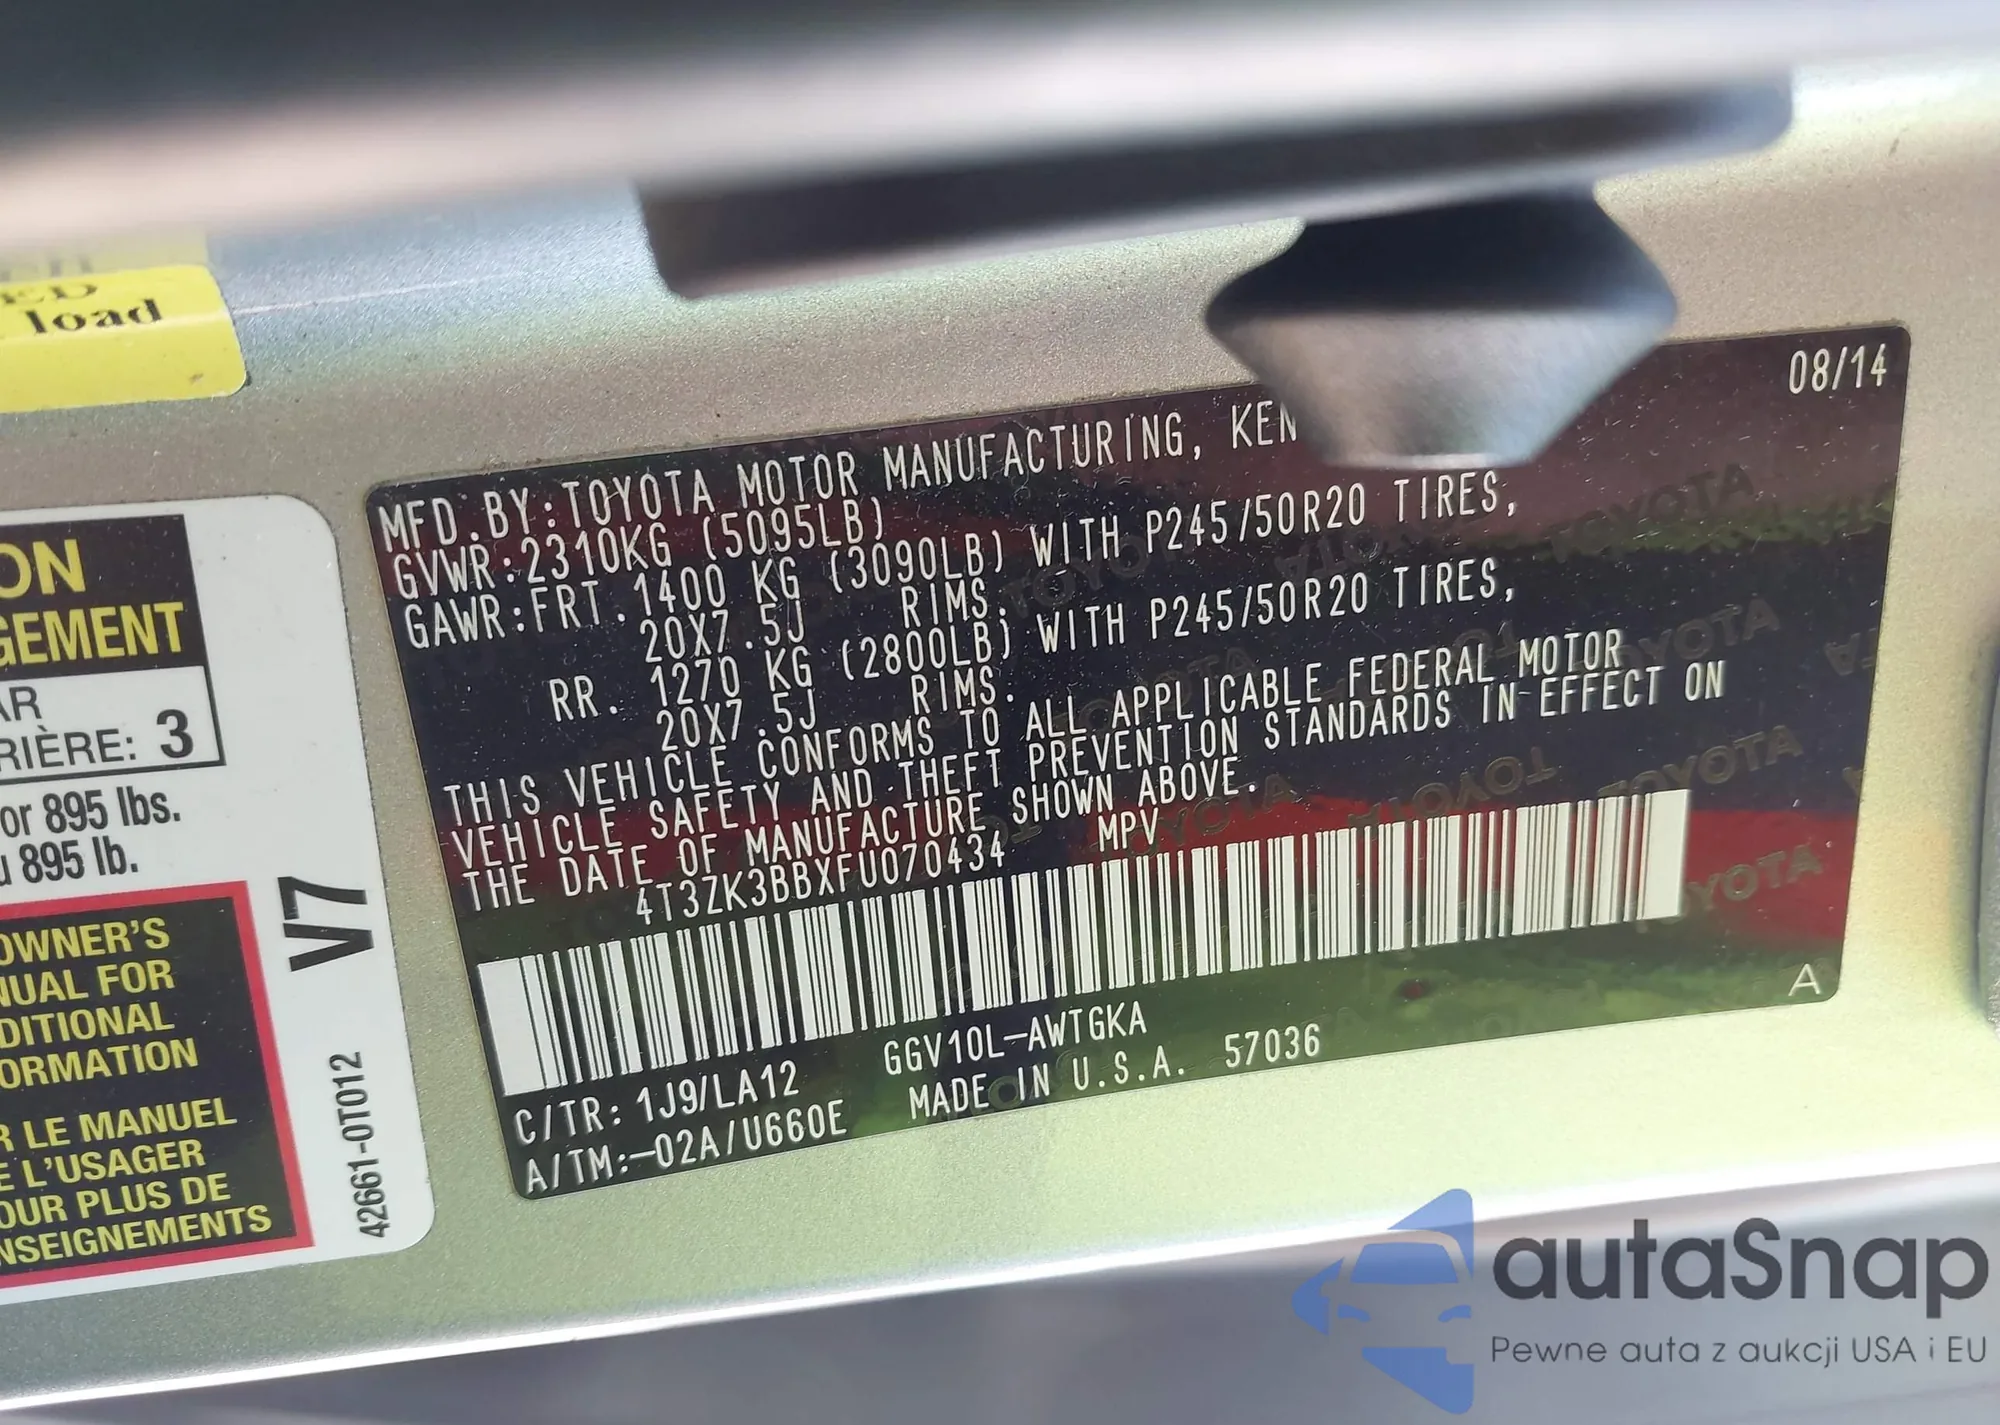 load
ON
GEMENT
AR
RIÈRE: 3
or 895 lbs.
895 lb.
OWNER'S
NUAL FOR
DITIONAL
ORMATION
R LE MANUEL
E L'USAGER
OUR PLUS DE
NSEIGNEMENTS
V7
42661-0T012
08/14
MFD.BY:TOYOTA MOTOR MANUFACTURING, KEN
GVWR:2310KG (5095LB)
GAWR:FRT.1400 KG (3090LB) WITH P245/50R20 TIRES,
20X7.5J RIMS.
RR. 1270 KG (2800LB) WITH P245/50R20 TIRES,
20X7.5J RIMS.
THIS VEHICLE CONFORMS TO ALL APPLICABLE FEDERAL MOTOR
VEHICLE SAFETY AND THEFT PREVENTION STANDARDS IN EFFECT ON
THE DATE OF MANUFACTURE SHOWN ABOVE.
4T3ZK3BBXFU070434 MPV
A
C/TR: 1J9/LA12 GGV10L-AWTGKA
A/TM:-02A/U660E MADE IN U.S.A. 57036
autaSnap
Pewne auta z aukcji USA i EU